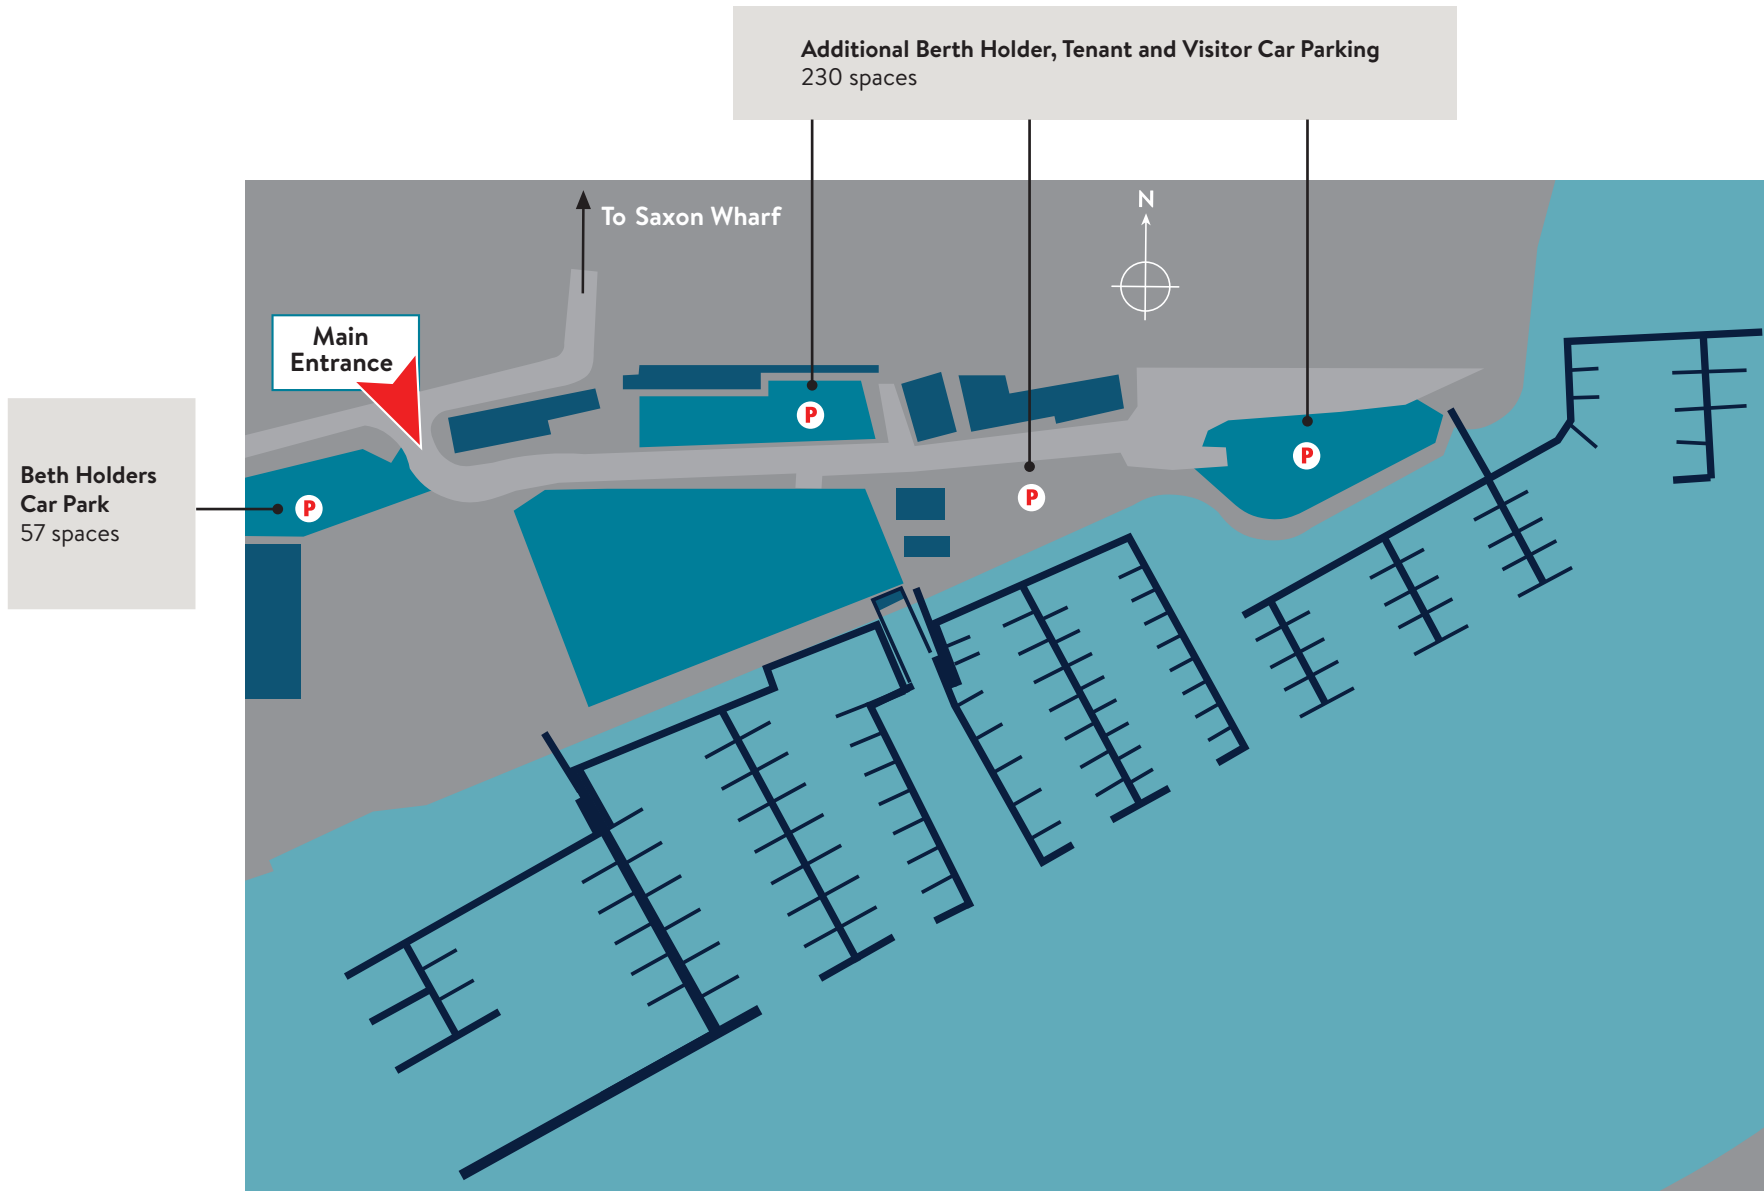 Additional Berth Holder, Tenant and Visitor Car Parking
230 spaces
To Saxon Wharf
N
Main
Entrance
P
P
Beth Holders
Car Park
57 spaces
P
P